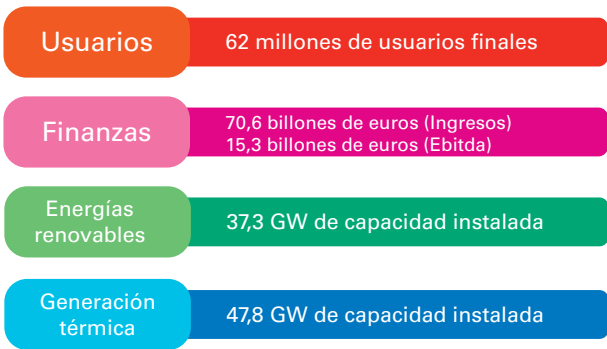 Usuarios
62 millones de usuarios finales
Finanzas
70,6 billones de euros (Ingresos)
15,3 billones de euros (Ebitda)
Energías
renovables
37,3 GW de capacidad instalada
Generación
térmica
47,8 GW de capacidad instalada